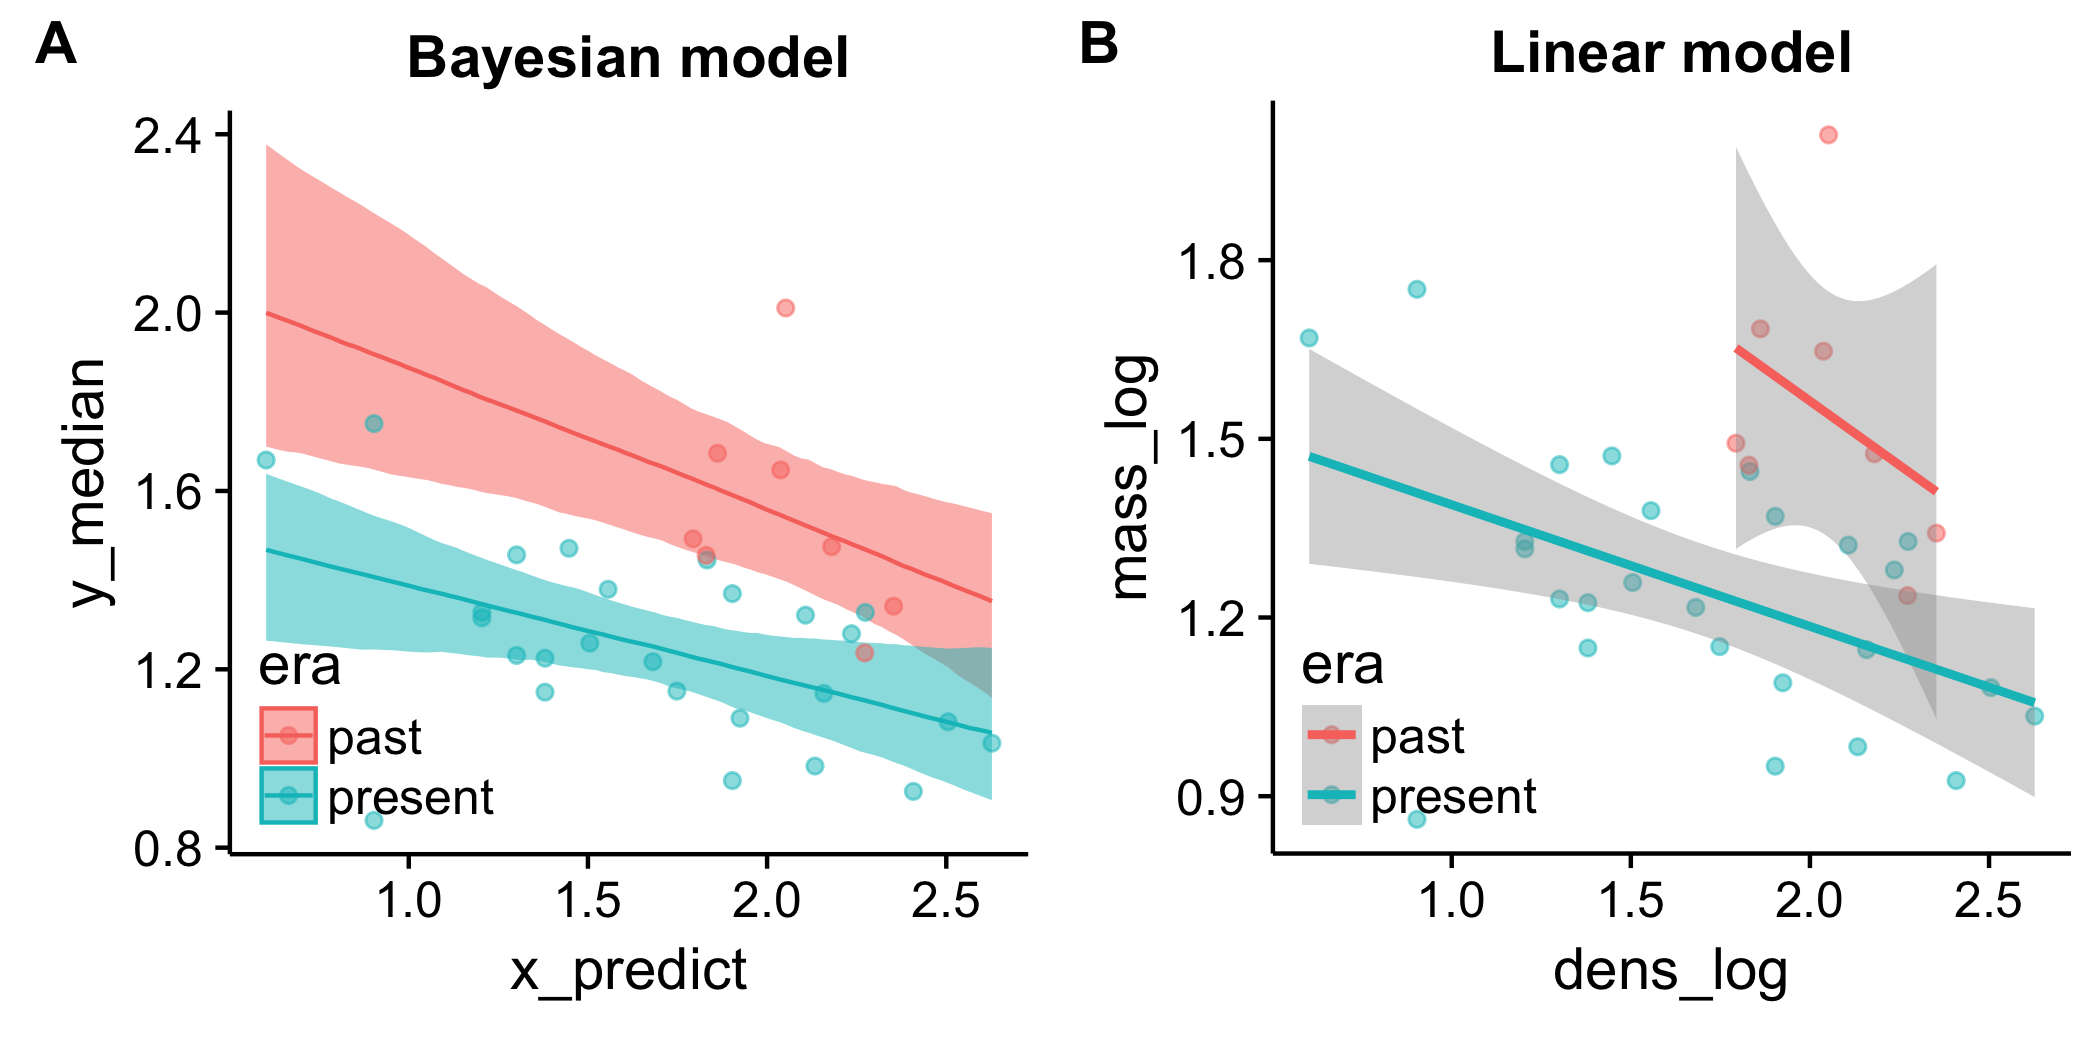 A
Bayesian model
y_median
2.4
2.0
1.6
1.2
0.8
era
past
present
1.0 1.5 2.0 2.5
x_predict
B
Linear model
mass_log
1.8
1.5
1.2
0.9
era
past
present
1.0 1.5 2.0 2.5
dens_log